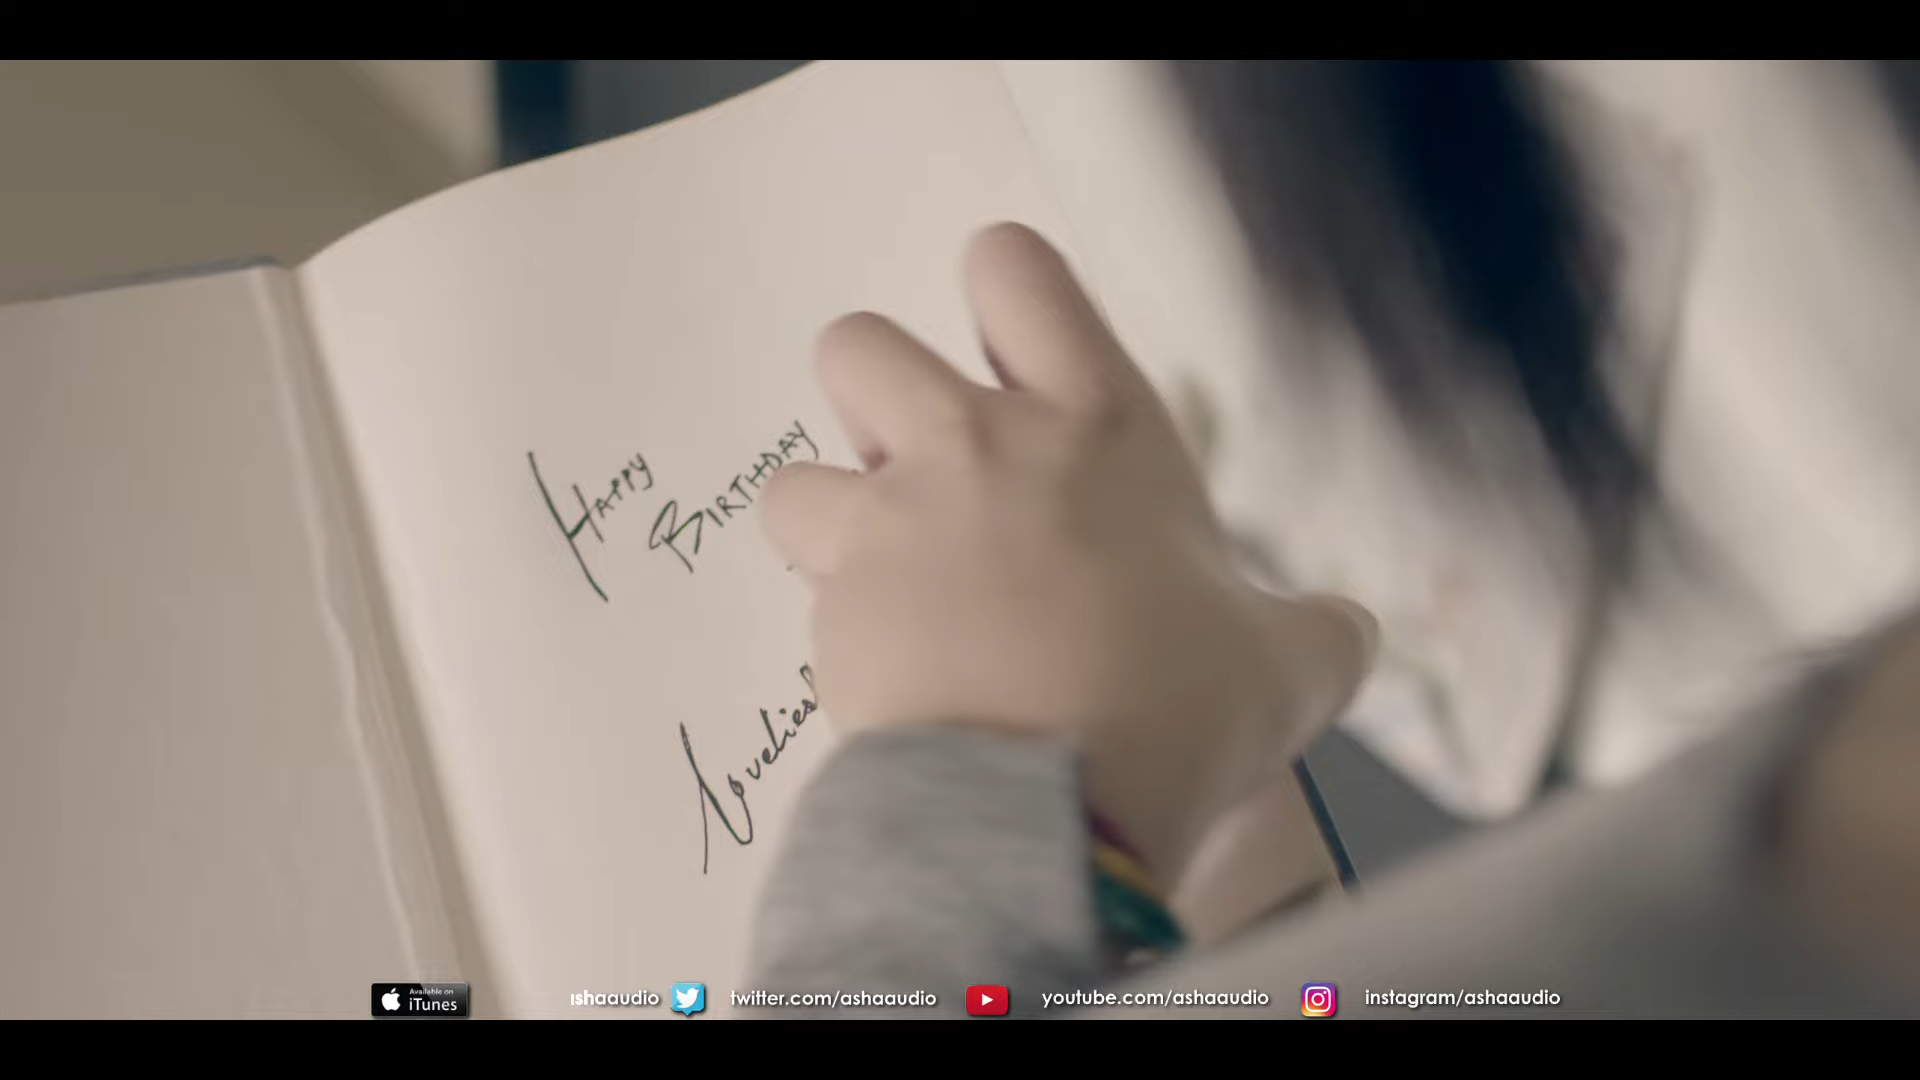 HAPPY
BIRTHDAY
Lovelies
Available on
iTunes
ishaaudio
twitter.com/ashaaudio
youtube.com/ashaaudio
instagram/ashaaudio